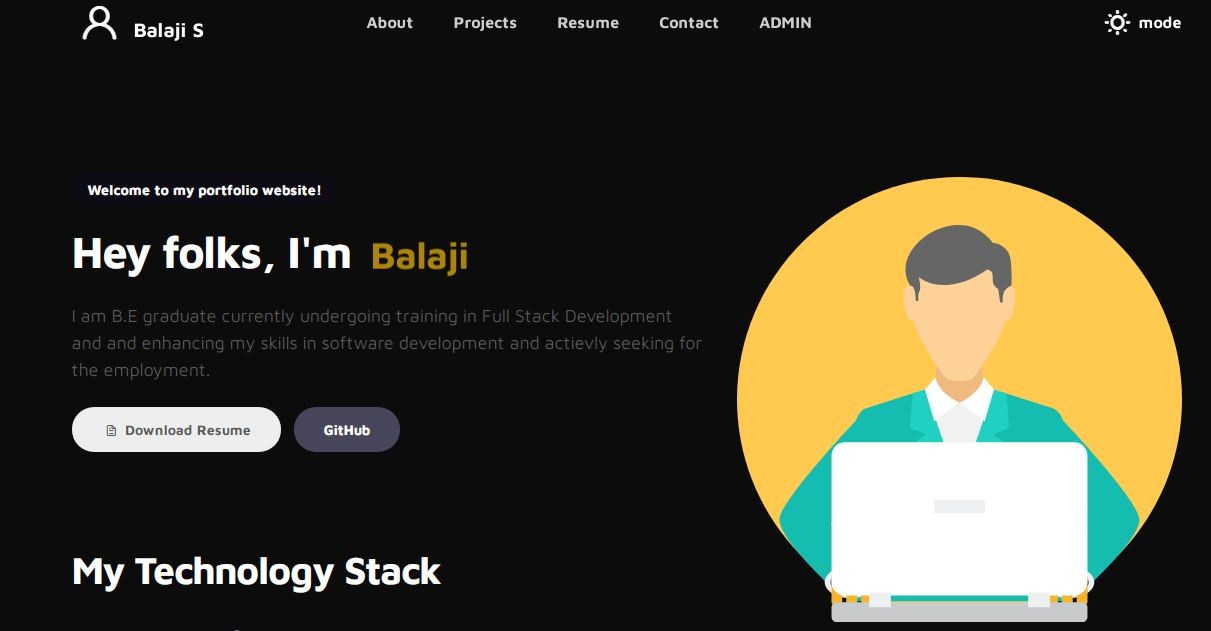 Balaji S
About
Projects
Resume
Contact
ADMIN
mode
Welcome to my portfolio website!
Hey folks, I'm Balaji
I am B.E graduate currently undergoing training in Full Stack Development
and and enhancing my skills in software development and actievly seeking for
the employment.
Download Resume
GitHub
My Technology Stack